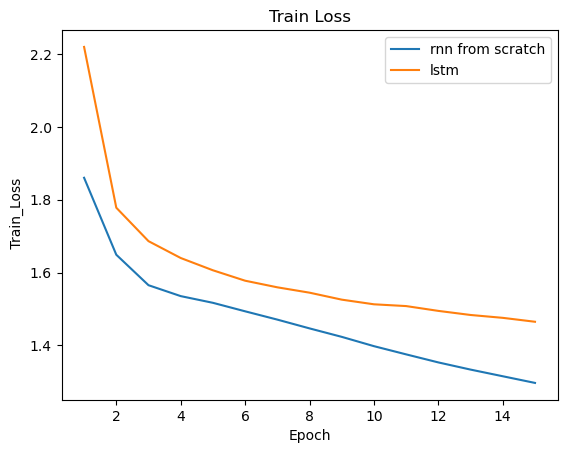 Train Loss
rnn from scratch
lstm
Train_Loss
2.2
2.0
1.8
1.6
1.4
2 4 6 8 10 12 14
Epoch